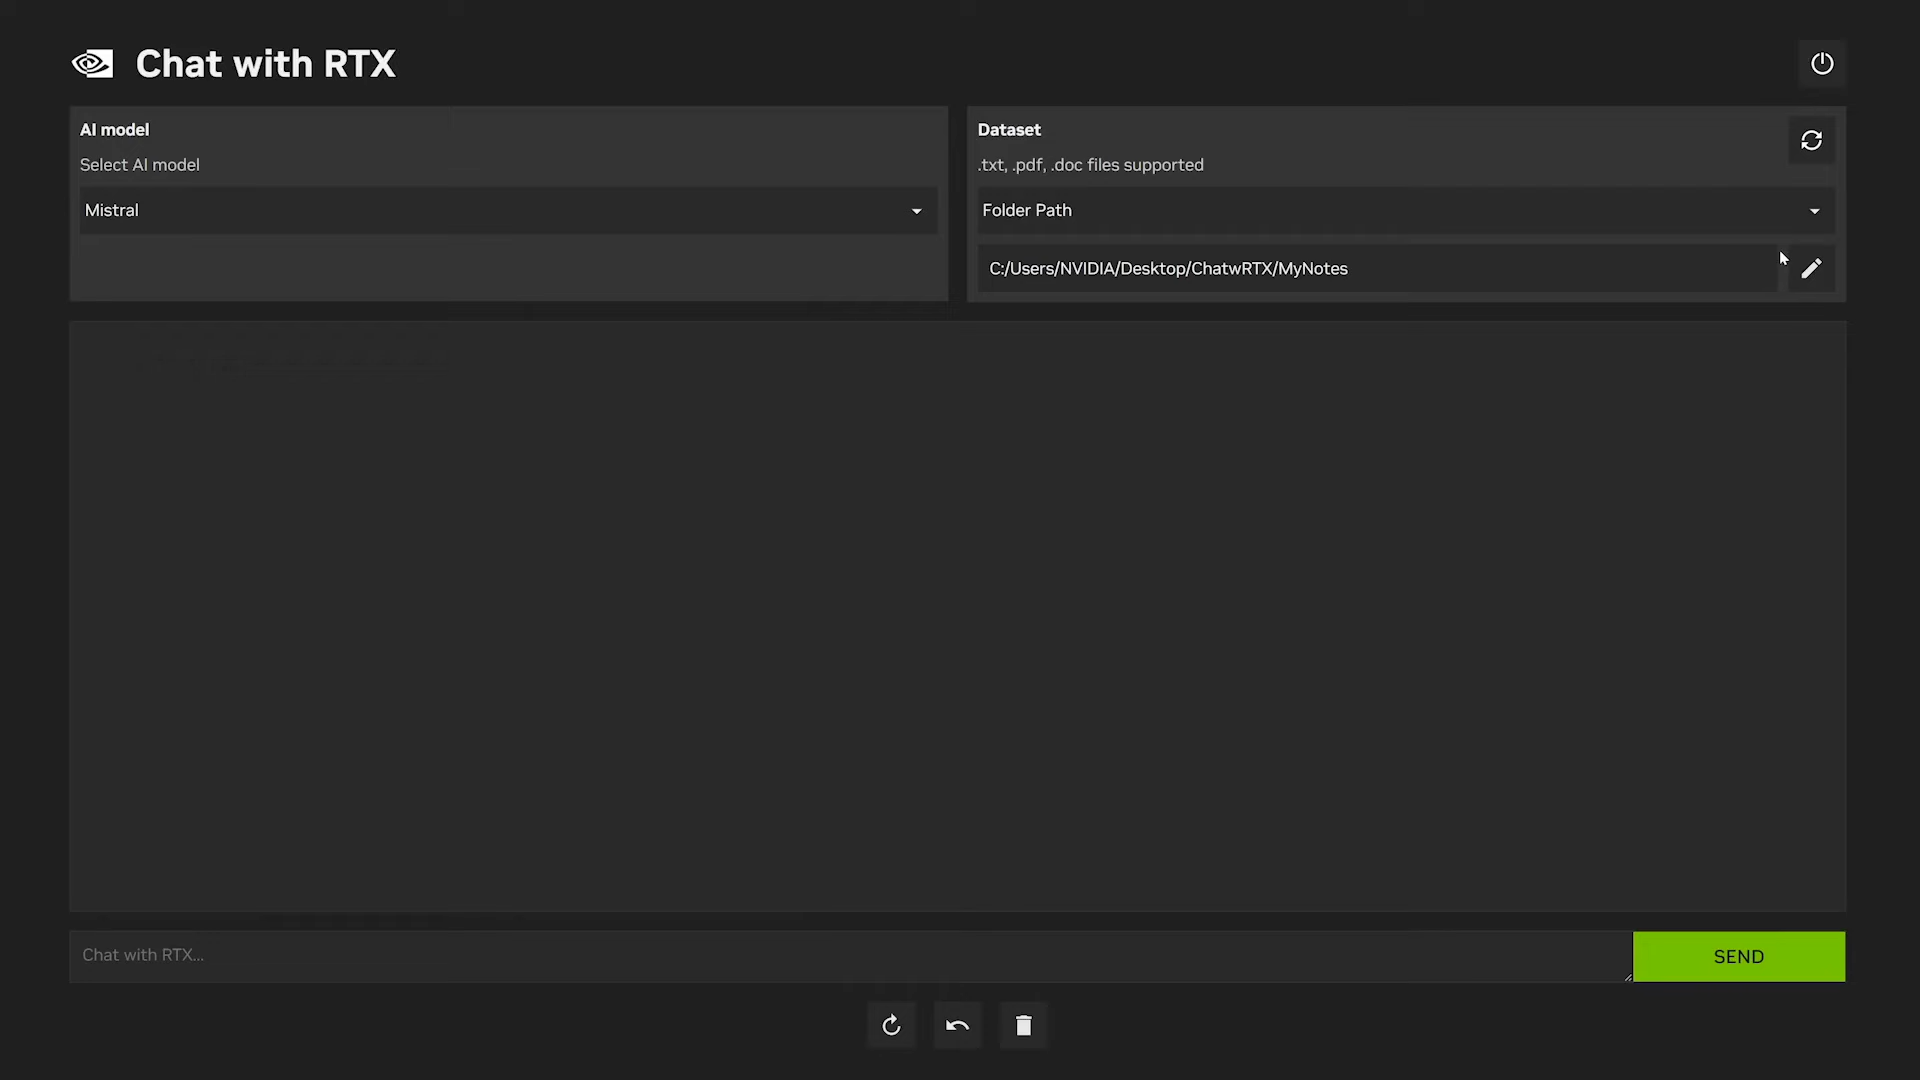 Chat with RTX
AI model
Select AI model
Mistral
Dataset
.txt, .pdf, .doc files supported
Folder Path
C:/Users/NVIDIA/Desktop/ChatwRTX/MyNotes
Chat with RTX...
SEND